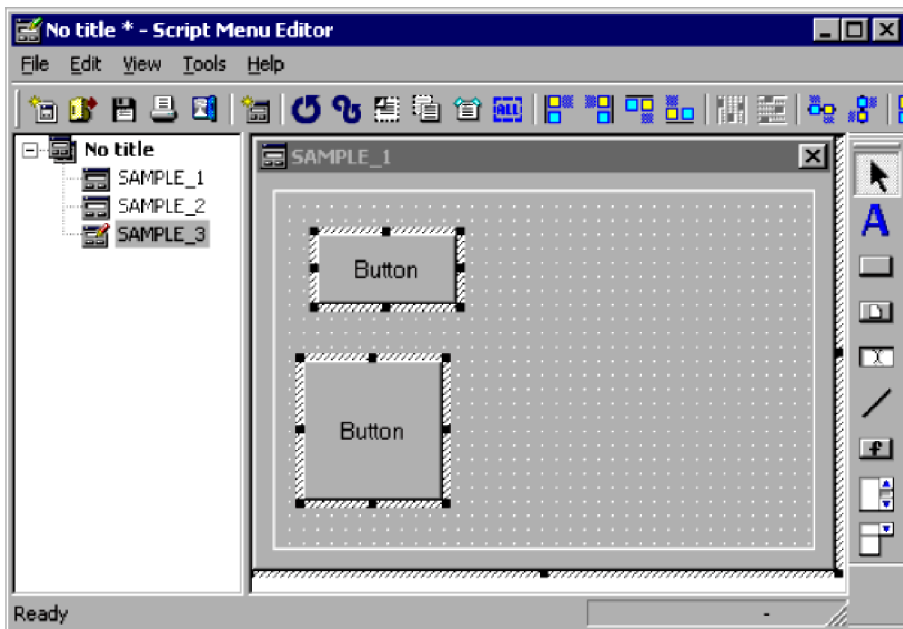 No title * - Script Menu Editor
File Edit View Tools Help
ALL
No title
SAMPLE_1
SAMPLE_2
SAMPLE_3
SAMPLE_1
Button
Button
A
f
Ready
-